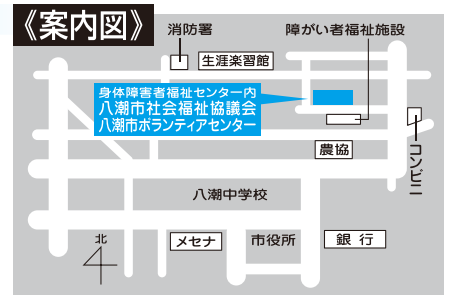 《案内図》
消防署
障がい者福祉施設
生涯楽習館
身体障害者福祉センター内
八潮市社会福祉協議会
八潮市ボランティアセンター
農協
コンビニ
八潮中学校
北
メセナ
市役所
銀行